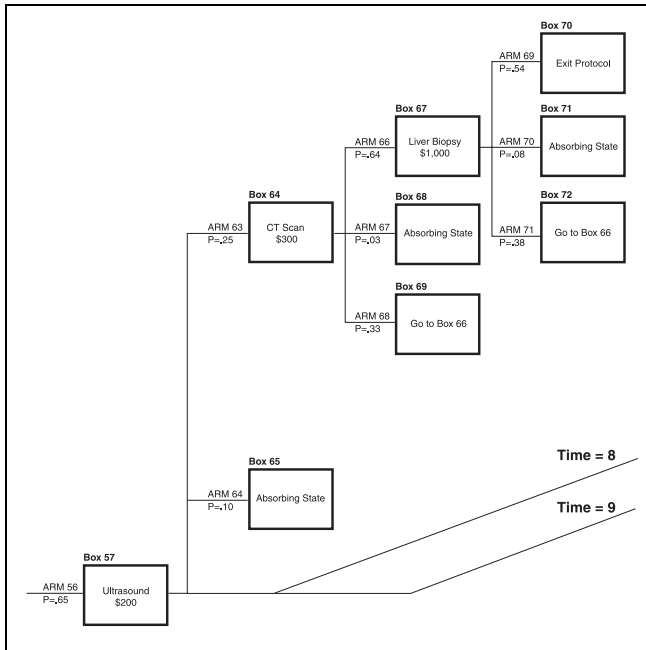 Box 70
ARM 69
P=.54
Exit Protocol
Box 67
Box 71
ARM 66
P=.64
Liver Biopsy
$1,000
ARM 70
P=.08
Absorbing State
Box 64
Box 68
Box 72
ARM 63
P=.25
CT Scan
$300
ARM 67
P=.03
Absorbing State
ARM 71
P=.38
Go to Box 66
Box 69
ARM 68
P=.33
Go to Box 66
Time = 8
Box 65
ARM 64
P=.10
Absorbing State
Time = 9
Box 57
ARM 56
P=.65
Ultrasound
$200